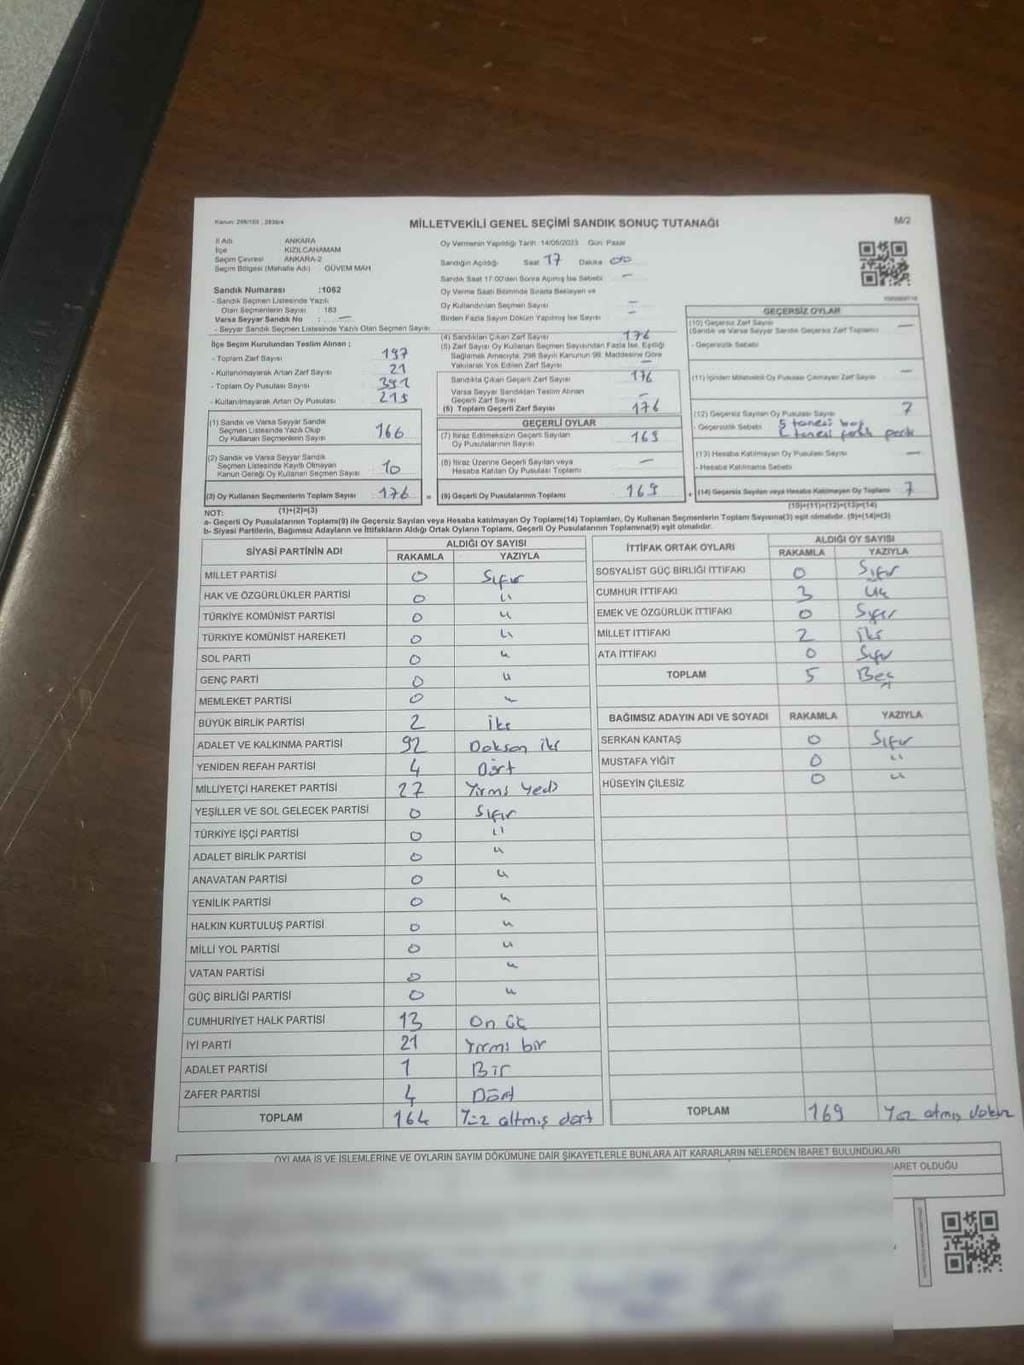 MİLLETVEKİLİ GENEL SEÇİMİ SANDIK SONUÇ TUTANAĞI
M/2
İl Adı : ANKARA
İlçe KIZILCAHAMAM
Seçim Çevresi ANKARA-2
Seçim Bölgesi (Mahalle Adı) GÜVEM MAH
Oy Vermenin Yapıldığı Tarih :14/05/2023 Gün :Pazar
Sandığın Açıldığı Saat 17 Dakika 00
Sandık Saat 17:00'den Sonra Açılmış İse Sebebi —
Oy Verme Saati Bitiminde Sırada Bekleyen ve
Oy Kullandırılan Seçmen Sayısı —
Birden Fazla Sayım Döküm Yapılmış İse Sayısı —
Sandık Numarası :1062
- Sandık Seçmen Listesinde Yazılı
Olan Seçmenlerin Sayısı : 183
Varsa Seyyar Sandık No : —
- Seyyar Sandık Seçmen Listesinde Yazılı Olan Seçmen Sayısı
İlçe Seçim Kurulundan Teslim Alınan ;
- Toplam Zarf Sayısı 197
- Kullanılmayarak Artan Zarf Sayısı 21
- Toplam Oy Pusulası Sayısı
- Kullanılmayarak Artan Oy Pusulası 215
(1) Sandık ve Varsa Seyyar Sandık
Seçmen Listesinde Yazılı Olup
Oy Kullanan Seçmenlerin Sayısı 166
(2) Sandık ve Varsa Seyyar Sandık
Seçmen Listesinde Kayıtlı Olmayan
Kanun Gereği Oy Kullanan Seçmen Sayısı 10
(3) Oy Kullanan Seçmenlerin Toplam Sayısı 176
(1)+(2)=(3)
(4) Sandıktan Çıkan Zarf Sayısı 176
(5) Zarf Sayısı Oy Kullanan Seçmen Sayısından Fazla İse, Eşitliği
Sağlamak Amacıyla, 298 Sayılı Kanunun 98. Maddesine Göre
Yakılarak Yok Edilen Zarf Sayısı —
Sandıkta Çıkan Geçerli Zarf Sayısı 176
Varsa Seyyar Sandıktan Teslim Alınan
Geçerli Zarf Sayısı —
(6) Toplam Geçerli Zarf Sayısı 176
GEÇERLİ OYLAR
(7) İtiraz Edilmeksizin Geçerli Sayılan
Oy Pusulalarının Sayısı 169
(8) İtiraz Üzerine Geçerli Sayılan veya
Hesaba Katılan Oy Pusulası Toplamı —
= (9) Geçerli Oy Pusulalarının Toplamı 169
GEÇERSİZ OYLAR
(10) Geçersiz Zarf Sayısı —
(Sandık ve Varsa Seyyar Sandık Geçersiz Zarf Toplamı)
- Geçersizlik Sebebi
(11) İçinden Milletvekili Oy Pusulası Çıkmayan Zarf Sayısı —
(12) Geçersiz Sayılan Oy Pusulası Sayısı 7
- Geçersizlik Sebebi 5 tanesi boş
tanesi farklı
(13) Hesaba Katılmayan Oy Pusulası Sayısı —
- Hesaba Katılmama Sebebi
+ (14) Geçersiz Sayılan veya Hesaba Katılmayan Oy Toplamı 7
(10)+(11)+(12)+(13)=(14)
NOT:
a- Geçerli Oy Pusulalarının Toplamı(9) ile Geçersiz Sayılan veya Hesaba katılmayan Oy Toplamı(14) Toplamları, Oy Kullanan Seçmenlerin Toplam Sayısına(3) eşit olmalıdır. (9)+(14)=(3)
b- Siyasi Partilerin, Bağımsız Adayların ve İttifakların Aldığı Ortak Oyların Toplamı, Geçerli Oy Pusulalarının Toplamına(9) eşit olmalıdır.
SİYASİ PARTİNİN ADI ALDIĞI OY SAYISI
RAKAMLA YAZIYLA
MİLLET PARTİSİ 0 Sıfır
HAK VE ÖZGÜRLÜKLER PARTİSİ 0 "
TÜRKİYE KOMÜNİST PARTİSİ 0 "
TÜRKİYE KOMÜNİST HAREKETİ 0 "
SOL PARTİ 0 "
GENÇ PARTİ 0 "
MEMLEKET PARTİSİ 0 "
BÜYÜK BİRLİK PARTİSİ 2 İki
ADALET VE KALKINMA PARTİSİ 92 Doksan iki
YENİDEN REFAH PARTİSİ 4 Dört
MİLLİYETÇİ HAREKET PARTİSİ 27 Yirmi Yedi
YEŞİLLER VE SOL GELECEK PARTİSİ 0 Sıfır
TÜRKİYE İŞÇİ PARTİSİ 0 "
ADALET BİRLİK PARTİSİ 0 "
ANAVATAN PARTİSİ 0 "
YENİLİK PARTİSİ 0 "
HALKIN KURTULUŞ PARTİSİ 0 "
MİLLİ YOL PARTİSİ 0 "
VATAN PARTİSİ 0 "
GÜÇ BİRLİĞİ PARTİSİ 0 "
CUMHURİYET HALK PARTİSİ 13 On üç
İYİ PARTİ 21 Yirmi bir
ADALET PARTİSİ 1 Bir
ZAFER PARTİSİ 4 Dört
TOPLAM 164 Yüz altmış dört
İTTİFAK ORTAK OYLARI ALDIĞI OY SAYISI
RAKAMLA YAZIYLA
SOSYALİST GÜÇ BİRLİĞİ İTTİFAKI 0 Sıfır
CUMHUR İTTİFAKI 3 üç
EMEK VE ÖZGÜRLÜK İTTİFAKI 0 Sıfır
MİLLET İTTİFAKI 2 iki
ATA İTTİFAKI 0 Sıfır
TOPLAM 5 Beş
BAĞIMSIZ ADAYIN ADI VE SOYADI RAKAMLA YAZIYLA
SERKAN KANTAŞ 0 Sıfır
MUSTAFA YİĞİT 0 "
HÜSEYİN ÇİLESİZ 0 "
TOPLAM 169 Yüz atmış dokuz
OYLAMA İŞ VE İŞLEMLERİNE VE OYLARIN SAYIM DÖKÜMÜNE DAİR ŞİKAYETLERLE BUNLARA AİT KARARLARIN NELERDEN İBARET BULUNDUKLARI
ARET OLDUĞU